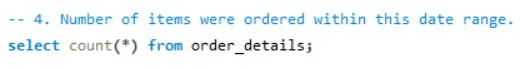 -- 4. Number of items were ordered within this date range.
select count(*) from order_details;